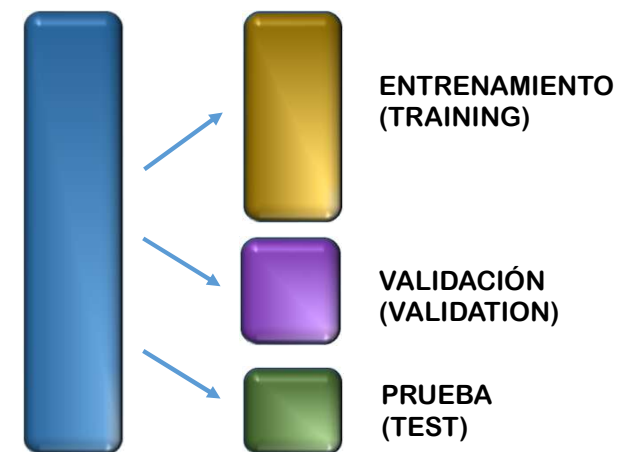 ENTRENAMIENTO
(TRAINING)
VALIDACIÓN
(VALIDATION)
PRUEBA
(TEST)